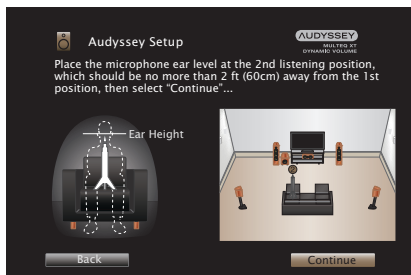 Audyssey Setup
AUDYSSEY
MULTEQ XT
DYNAMIC VOLUME
Place the microphone ear level at the 2nd listening position,
which should be no more than 2 ft (60cm) away from the 1st
position, then select “Continue”...
Ear Height
Back
Continue